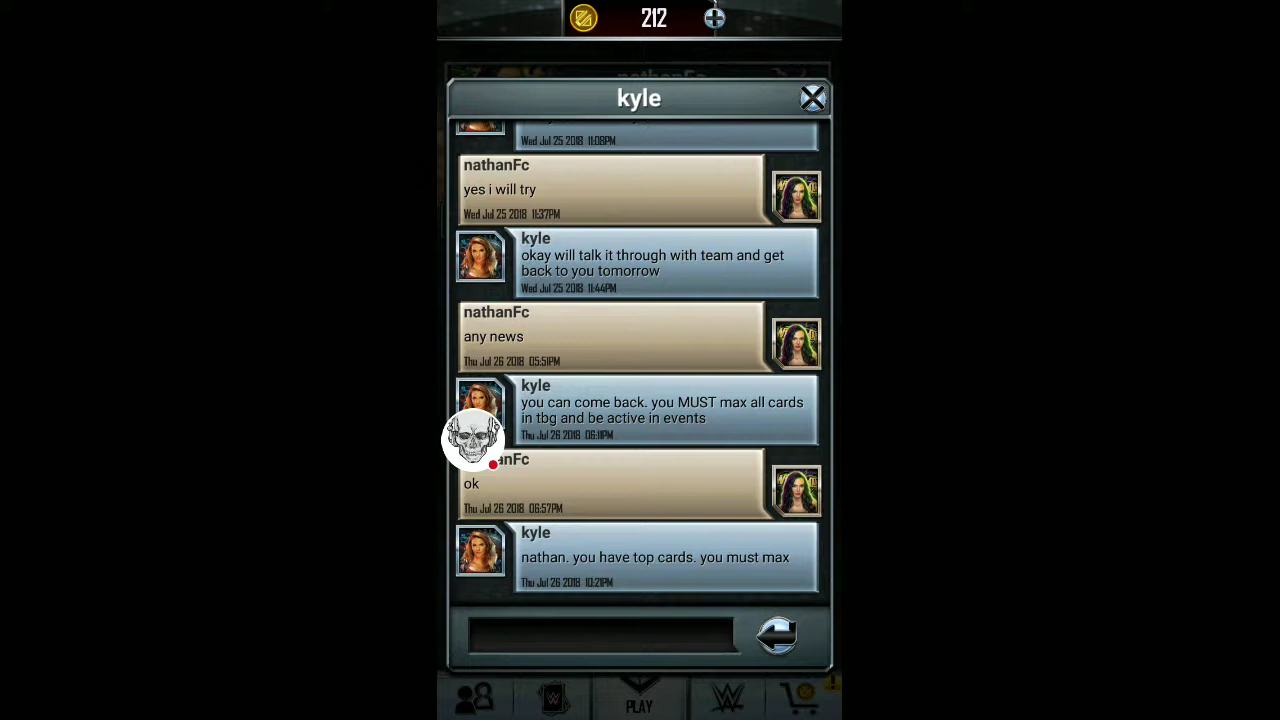 212
kyle
Wed Jul 25 2018 11:08PM
nathanFc
yes i will try
Wed Jul 25 2018 11:37PM
kyle
okay will talk it through with team and get
back to you tomorrow
Wed Jul 25 2018 11:44PM
nathanFc
any news
Thu Jul 26 2018 05:51PM
kyle
you can come back. you MUST max all cards
in tbg and be active in events
Thu Jul 26 2018 06:11PM
anFc
ok
Thu Jul 26 2018 06:57PM
kyle
nathan. you have top cards. you must max
Thu Jul 26 2018 10:21PM
PLAY